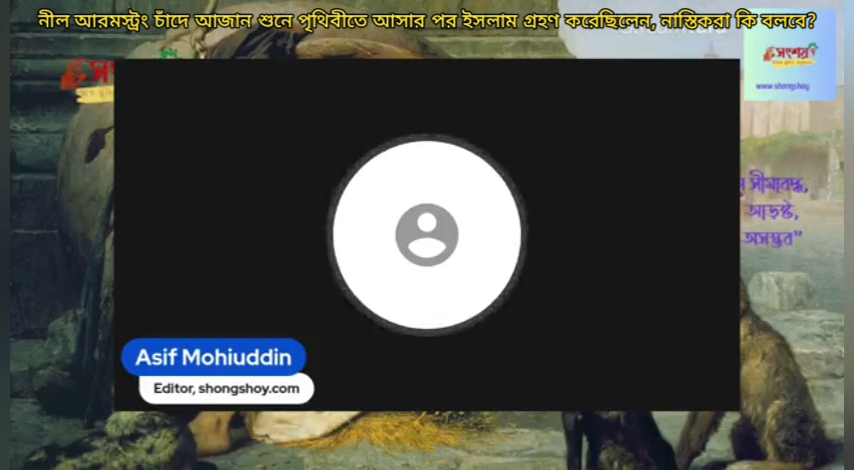 নীল আরমস্ট্রং চাঁদে আজান শুনে পৃথিবীতে আসার পর ইসলাম গ্রহণ করেছিলেন, নাস্তিকরা কি বলবে?
সংশয়
www.shongshoy
সীমাবদ্ধ,
আড়ষ্ট,
অসম্ভব”
Asif Mohiuddin
Editor, shongshoy.com